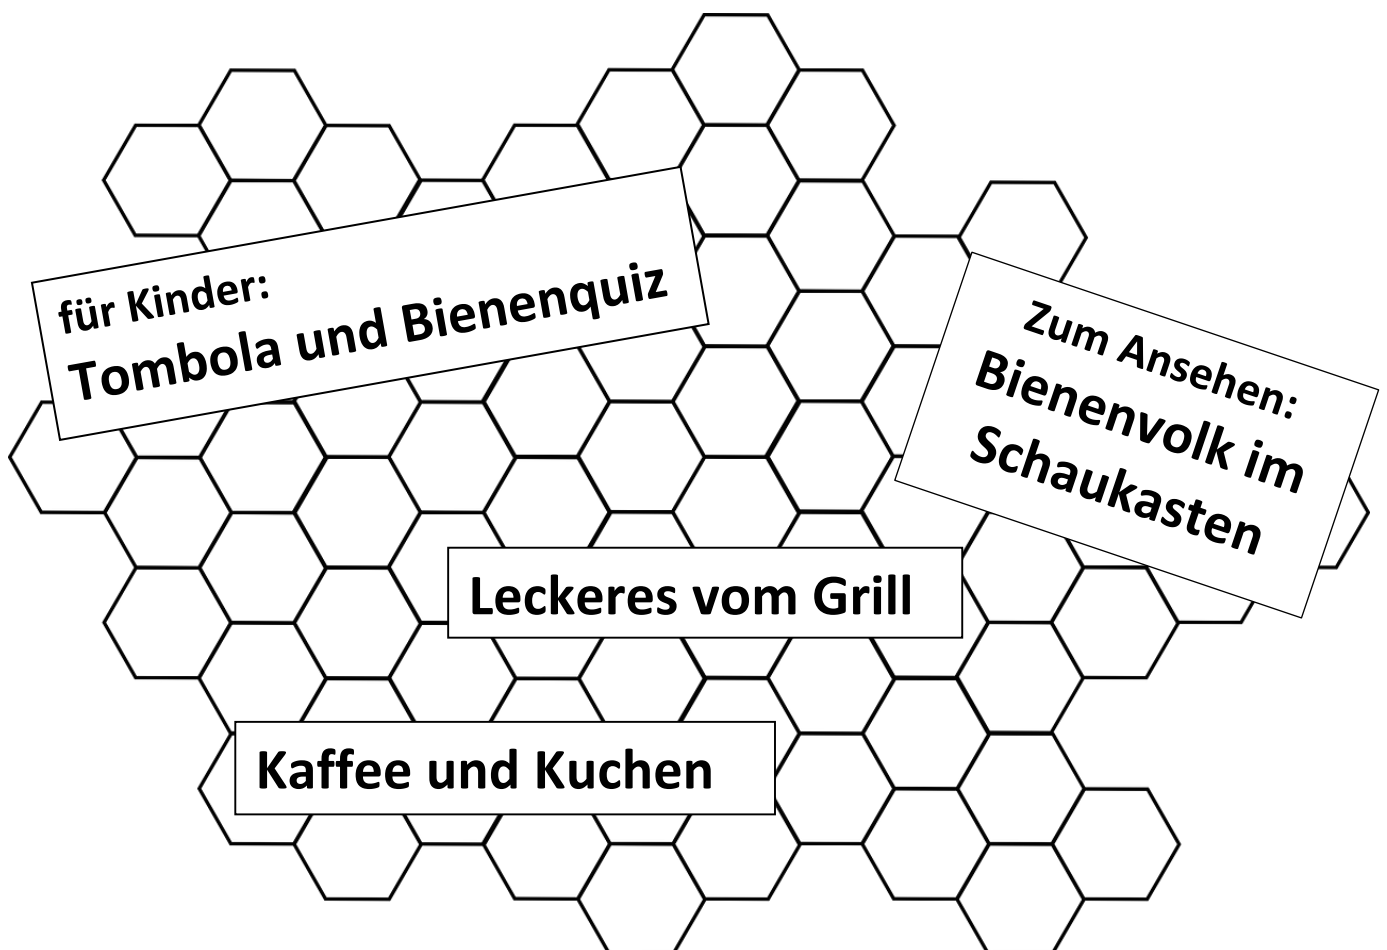 für Kinder:
Tombola und Bienenquiz
Zum Ansehen:
Bienenvolk im
Schaukasten
Leckeres vom Grill
Kaffee und Kuchen